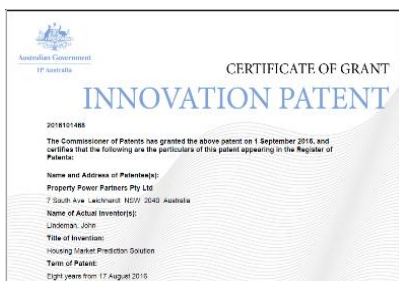 Australian Government
IP Australia
CERTIFICATE OF GRANT
INNOVATION PATENT
2016101468
The Commissioner of Patents has granted the above patent on 1 September 2016, and
certifies that the following are the particulars of this patent appearing in the Register of
Patents:
Name and Address of Patentee(s):
Property Power Partners Pty Ltd
7 South Ave Leichhardt NSW 2040 Australia
Name of Actual Inventor(s):
Lindeman, John
Title of Invention:
Housing Market Prediction Solution
Term of Patent:
Eight years from 17 August 2016